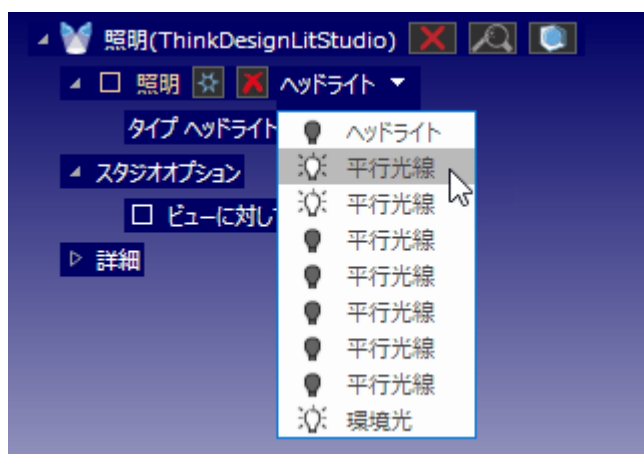 照明(ThinkDesignLitStudio)
照明 ヘッドライト
タイプ ヘッドライト
ヘッドライト
平行光線
スタジオオプション
平行光線
ビューに対し
平行光線
詳細
平行光線
平行光線
平行光線
平行光線
環境光